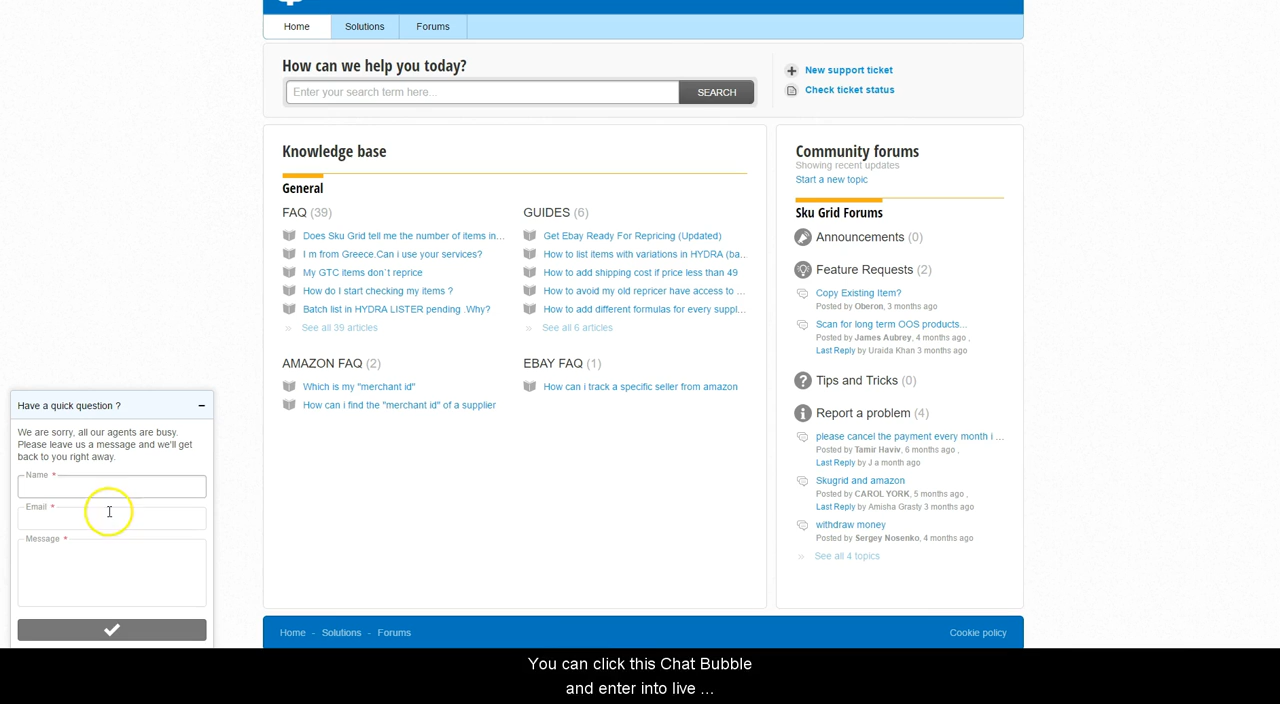 Home
Solutions
Forums
How can we help you today?
Enter your search term here...
SEARCH
New support ticket
Check ticket status
Knowledge base
General
FAQ (39)
Does Sku Grid tell me the number of items in...
I m from Greece.Can i use your services?
My GTC items don`t reprice
How do I start checking my items ?
Batch list in HYDRA LISTER pending .Why?
» See all 39 articles
GUIDES (6)
Get Ebay Ready For Repricing (Updated)
How to list items with variations in HYDRA (ba...
How to add shipping cost if price less than 49
How to avoid my old repricer have access to ...
How to add different formulas for every suppl...
» See all 6 articles
AMAZON FAQ (2)
Which is my "merchant id"
How can i find the "merchant id" of a supplier
EBAY FAQ (1)
How can i track a specific seller from amazon
Community forums
Showing recent updates
Start a new topic
Sku Grid Forums
Announcements (0)
Feature Requests (2)
Copy Existing Item?
Posted by Oberon, 3 months ago
Scan for long term OOS products...
Posted by James Aubrey, 4 months ago ,
Last Reply by Uraida Khan 3 months ago
Tips and Tricks (0)
Report a problem (4)
please cancel the payment every month i ...
Posted by Tamir Haviv, 6 months ago ,
Last Reply by J a month ago
Skugrid and amazon
Posted by CAROL YORK, 5 months ago ,
Last Reply by Amisha Grasty 3 months ago
withdraw money
Posted by Sergey Nosenko, 4 months ago
» See all 4 topics
Have a quick question ?
We are sorry, all our agents are busy.
Please leave us a message and we'll get
back to you right away.
Name *
Email *
Message *
Home - Solutions - Forums
Cookie policy
You can click this Chat Bubble
and enter into live ...